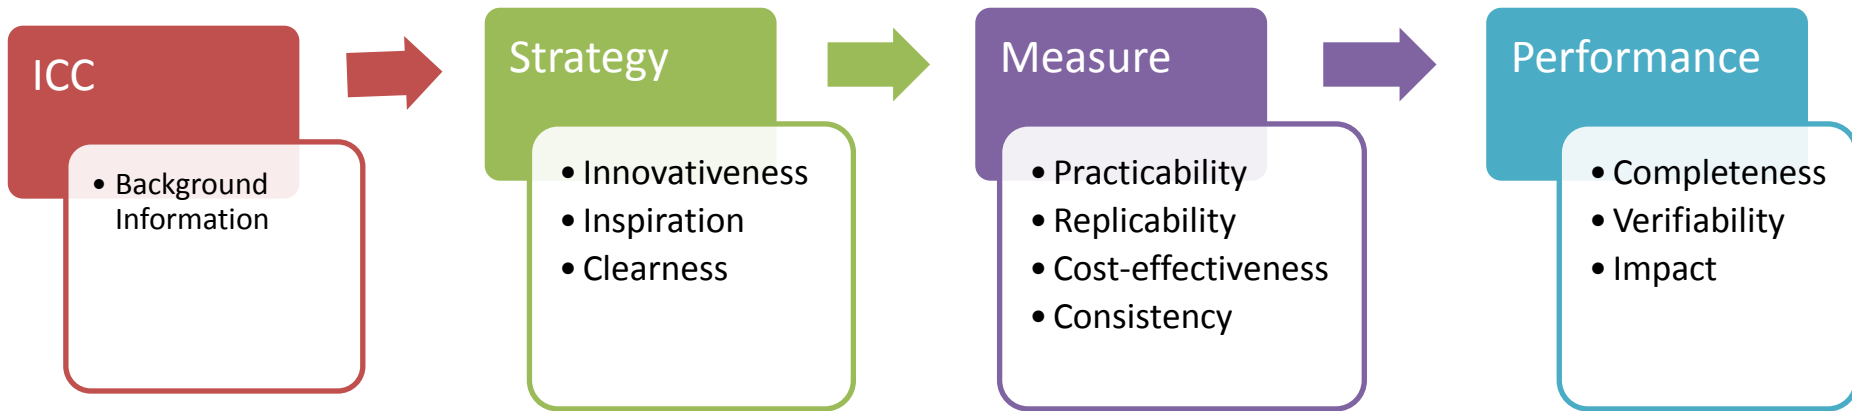 ICC
• Background
Information
Strategy
• Innovativeness
• Inspiration
• Clearness
Measure
• Practicability
• Replicability
• Cost-effectiveness
• Consistency
Performance
• Completeness
• Verifiability
• Impact